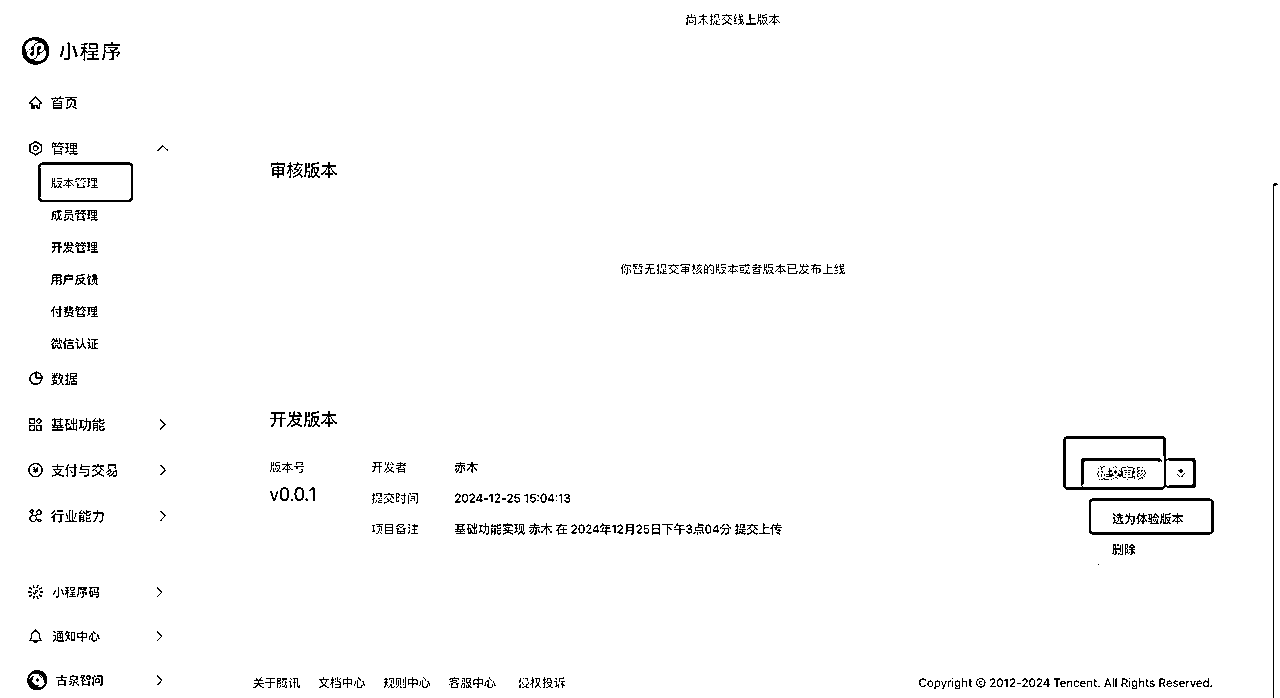 尚未提交线上版本
小程序
首页
管理
版本管理
成员管理
开发管理
用户反馈
付费管理
微信认证
数据
基础功能
支付与交易
行业能力
小程序码
通知中心
古泉智问
审核版本
你暂无提交审核的版本或者版本已发布上线
开发版本
版本号
v0.0.1
开发者 赤木
提交时间 2024-12-25 15:04:13
项目备注 基础功能实现 赤木 在 2024年12月25日下午3点04分 提交上传
提交审核
选为体验版本
删除
关于腾讯 文档中心 规则中心 客服中心 侵权投诉
Copyright © 2012-2024 Tencent. All Rights Reserved.